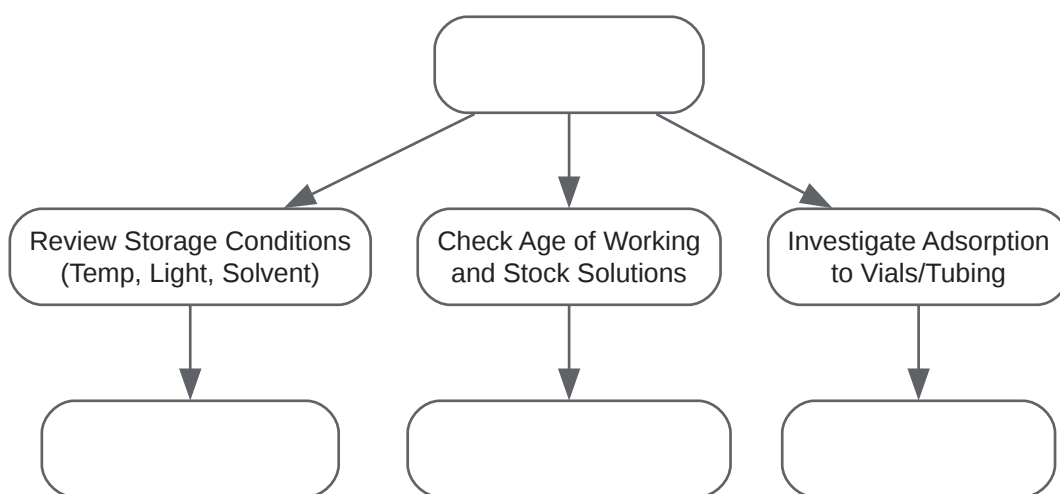 Review Storage Conditions
(Temp, Light, Solvent)
Check Age of Working
and Stock Solutions
Investigate Adsorption
to Vials/Tubing